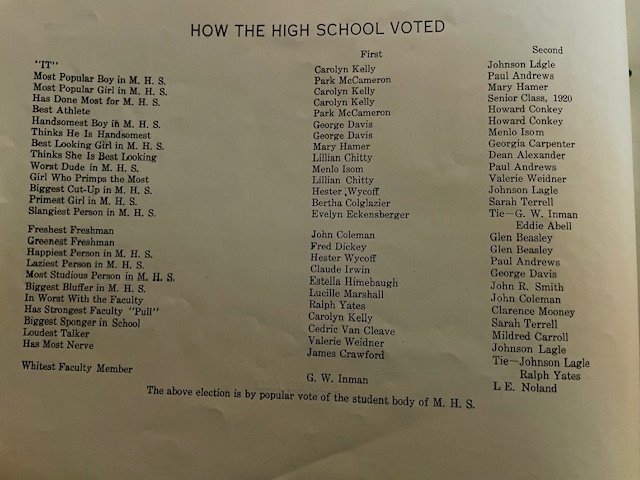 HOW THE HIGH SCHOOL VOTED
First Second
"IT" Carolyn Kelly Johnson Lagle
Most Popular Boy in M. H. S. Park McCameron Paul Andrews
Most Popular Girl in M. H. S. Carolyn Kelly Mary Hamer
Has Done Most for M. H. S. Carolyn Kelly Senior Class, 1920
Best Athlete Park McCameron Howard Conkey
Handsomest Boy in M. H. S. George Davis Howard Conkey
Thinks He Is Handsomest George Davis Menlo Isom
Best Looking Girl in M. H. S. Mary Hamer Georgia Carpenter
Thinks She Is Best Looking Lillian Chitty Dean Alexander
Worst Dude in M. H. S. Menlo Isom Paul Andrews
Girl Who Primps the Most Lillian Chitty Valerie Weidner
Biggest Cut-Up in M. H. S. Hester Wycoff Johnson Lagle
Primest Girl in M. H. S. Bertha Colglazier Sarah Terrell
Slangiest Person in M. H. S. Evelyn Eckensberger Tie—G. W. Inman
Eddie Abell
Freshest Freshman John Coleman Glen Beasley
Greenest Freshman Fred Dickey Glen Beasley
Happiest Person in M. H. S. Hester Wycoff Paul Andrews
Laziest Person in M. H. S. Claude Irwin George Davis
Most Studious Person in M. H. S. Estella Himebaugh John R. Smith
Biggest Bluffer in M. H. S. Lucille Marshall John Coleman
In Worst With the Faculty Ralph Yates Clarence Mooney
Has Strongest Faculty "Pull" Carolyn Kelly Sarah Terrell
Biggest Sponger in School Cedric Van Cleave Mildred Carroll
Loudest Talker Valerie Weidner Johnson Lagle
Has Most Nerve James Crawford Tie—Johnson Lagle
Ralph Yates
Whitest Faculty Member G. W. Inman L E. Noland
The above election is by popular vote of the student body of M. H. S.